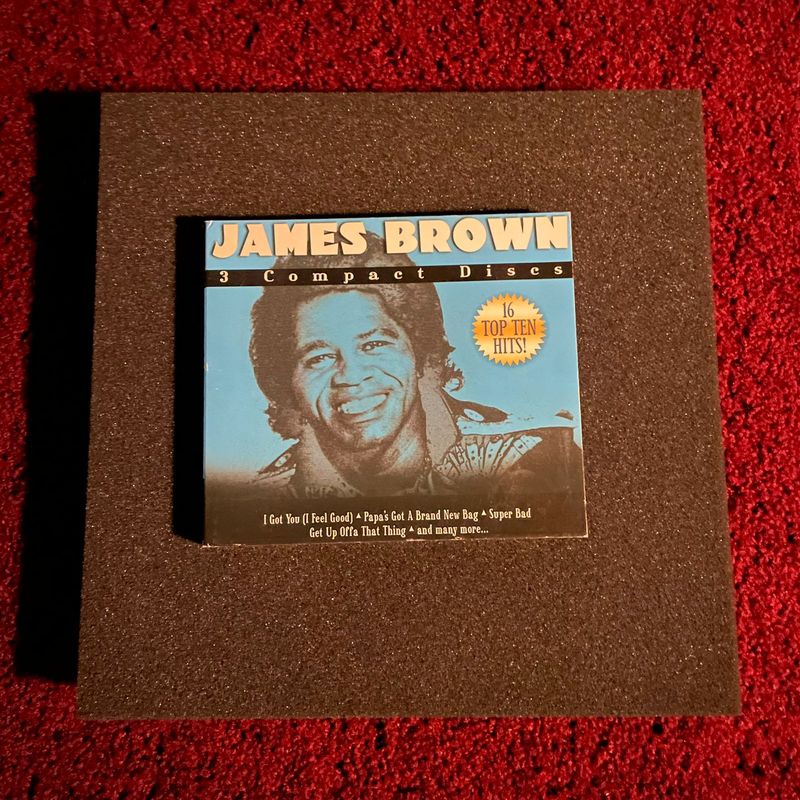 JAMES BROWN
3 Compact Discs
16
TOP TEN
HITS!
I Got You (I Feel Good) ▲ Papa's Got A Brand New Bag ▲ Super Bad
Get Up Offa That Thing ▲ and many more...